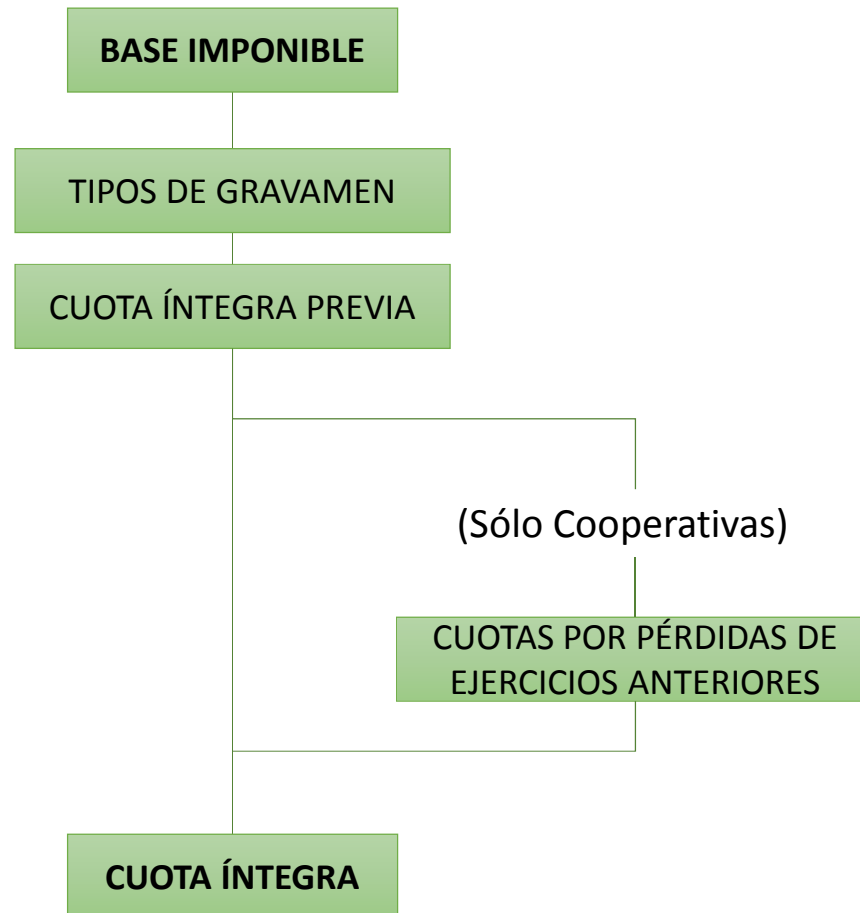 BASE IMPONIBLE
TIPOS DE GRAVAMEN
CUOTA ÍNTEGRA PREVIA
(Sólo Cooperativas)
CUOTAS POR PÉRDIDAS DE
EJERCICIOS ANTERIORES
CUOTA ÍNTEGRA